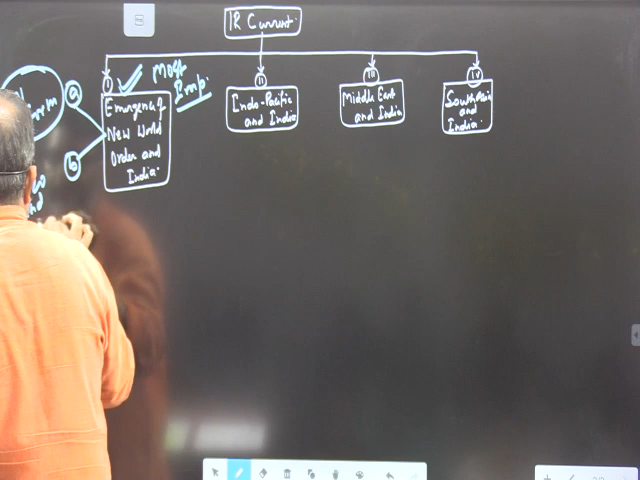 IR Current
I
Most
Imp.
Emergence of
New World
Order and
India
II
Indo-Pacific
and India
III
Middle East
and India
IV
South Asia
and
India
a
b